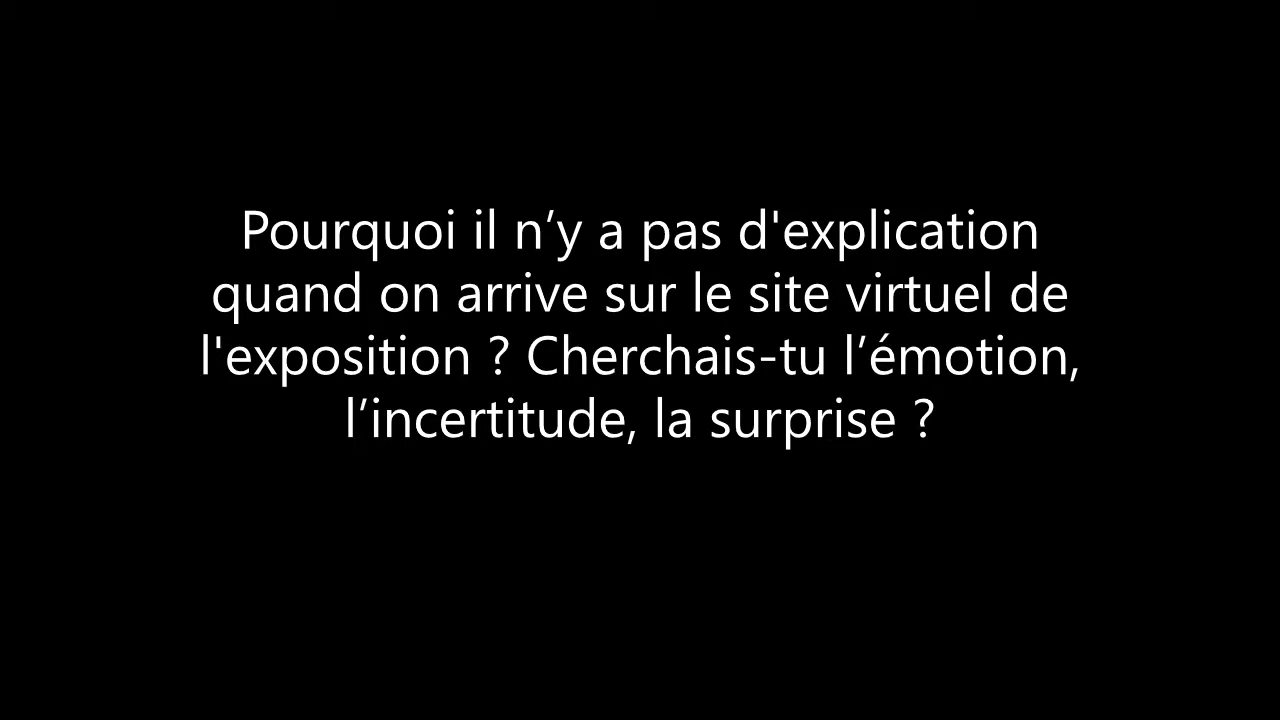 Pourquoi il n’y a pas d'explication
quand on arrive sur le site virtuel de
l'exposition ? Cherchais-tu l’émotion,
l’incertitude, la surprise ?